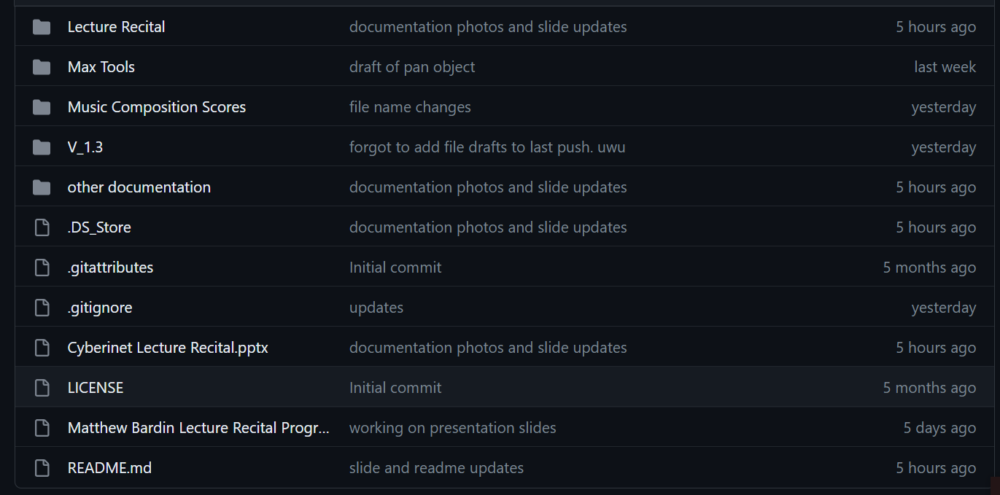 Lecture Recital documentation photos and slide updates 5 hours ago
Max Tools draft of pan object last week
Music Composition Scores file name changes yesterday
V_1.3 forgot to add file drafts to last push. uwu yesterday
other documentation documentation photos and slide updates 5 hours ago
.DS_Store documentation photos and slide updates 5 hours ago
.gitattributes Initial commit 5 months ago
.gitignore updates yesterday
Cyberinet Lecture Recital.pptx documentation photos and slide updates 5 hours ago
LICENSE Initial commit 5 months ago
Matthew Bardin Lecture Recital Progr... working on presentation slides 5 days ago
README.md slide and readme updates 5 hours ago